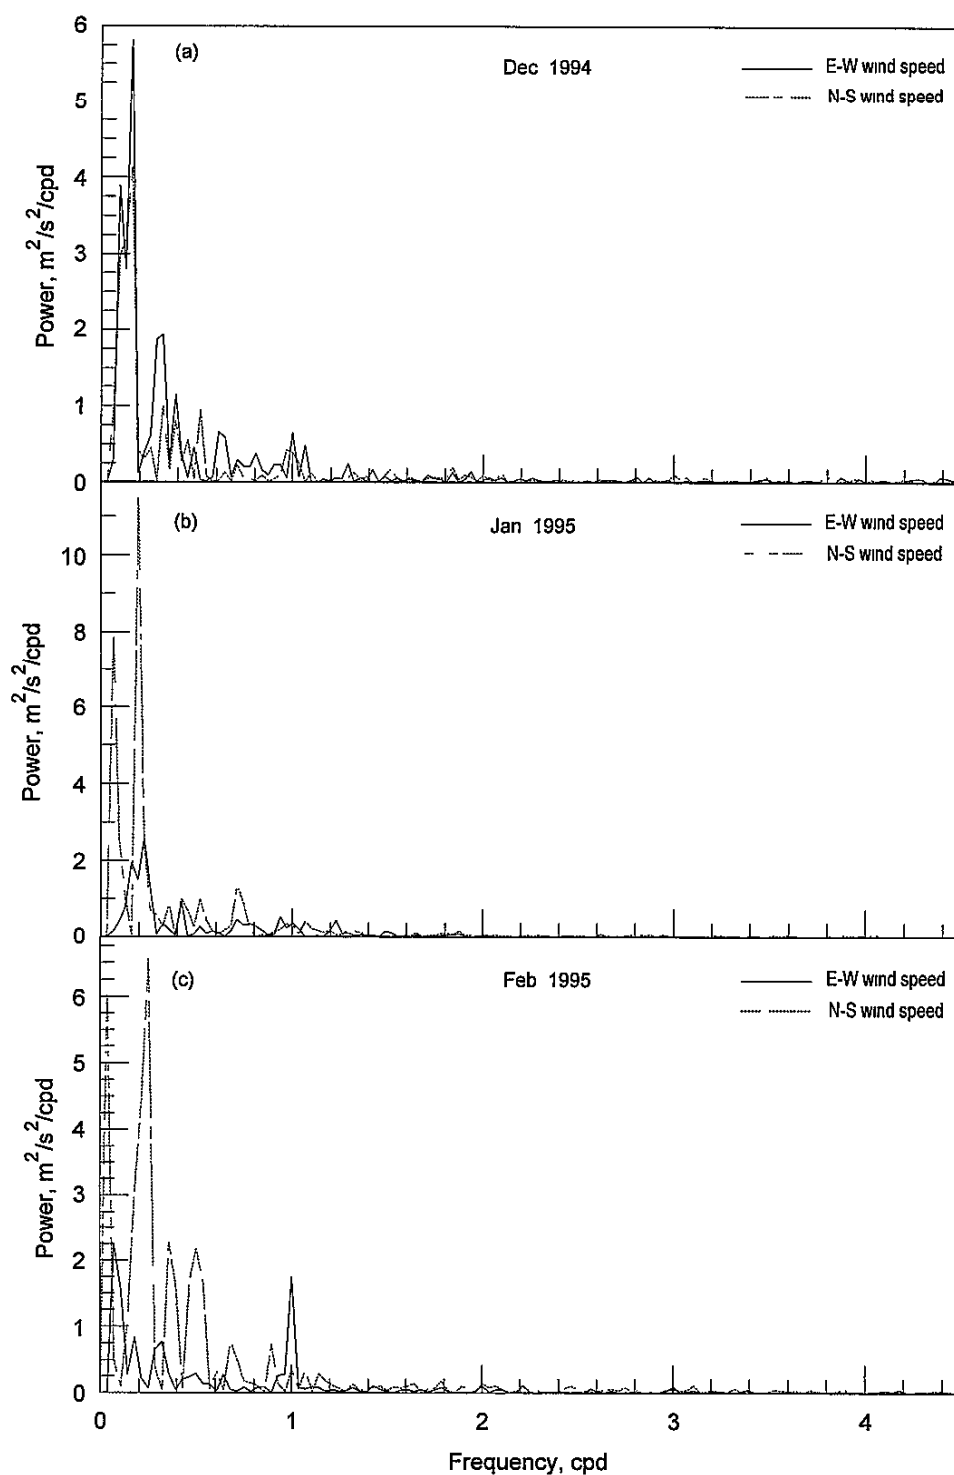 6
(a)
Dec 1994
E-W wind speed
N-S wind speed
5
4
3
2
1
0
Power, m2/s2/cpd
(b)
Jan 1995
E-W wind speed
N-S wind speed
10
8
6
4
2
0
Power, m2/s2/cpd
(c)
Feb 1995
E-W wind speed
N-S wind speed
6
5
4
3
2
1
0
Power, m2/s2/cpd
0 1 2 3 4
Frequency, cpd